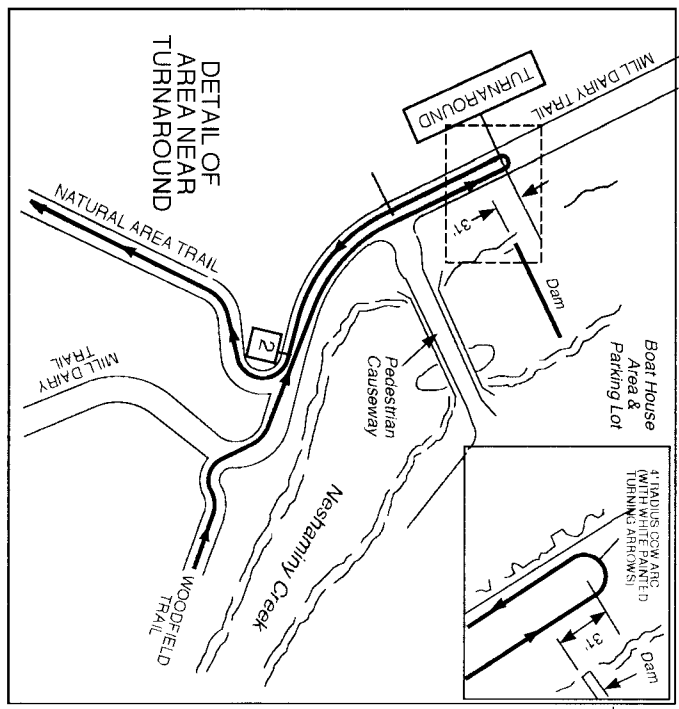 DETAIL OF
AREA NEAR
TURNAROUND
TURNAROUND
MILL DAIRY TRAIL
31'
Dam
Boat House
Area &
Parking Lot
NATURAL AREA TRAIL
2
MILL DAIRY
TRAIL
Pedestrian
Causeway
Neshaminy Creek
WOODFIELD
TRAIL
4' RADIUS CCW ARC
(WITH WHITE PAINTED
TURNING ARROWS)
31'
Dam